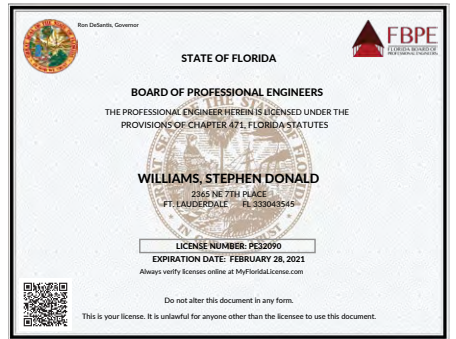 Ron DeSantis, Governor
FBPE
FLORIDA BOARD OF
PROFESSIONAL ENGINEERS
STATE OF FLORIDA
BOARD OF PROFESSIONAL ENGINEERS
THE PROFESSIONAL ENGINEER HEREIN IS LICENSED UNDER THE
PROVISIONS OF CHAPTER 471, FLORIDA STATUTES
WILLIAMS, STEPHEN DONALD
2365 NE 7TH PLACE
FT. LAUDERDALE FL 333043545
LICENSE NUMBER: PE32090
EXPIRATION DATE: FEBRUARY 28, 2021
Always verify licenses online at MyFloridaLicense.com
Do not alter this document in any form.
This is your license. It is unlawful for anyone other than the licensee to use this document.